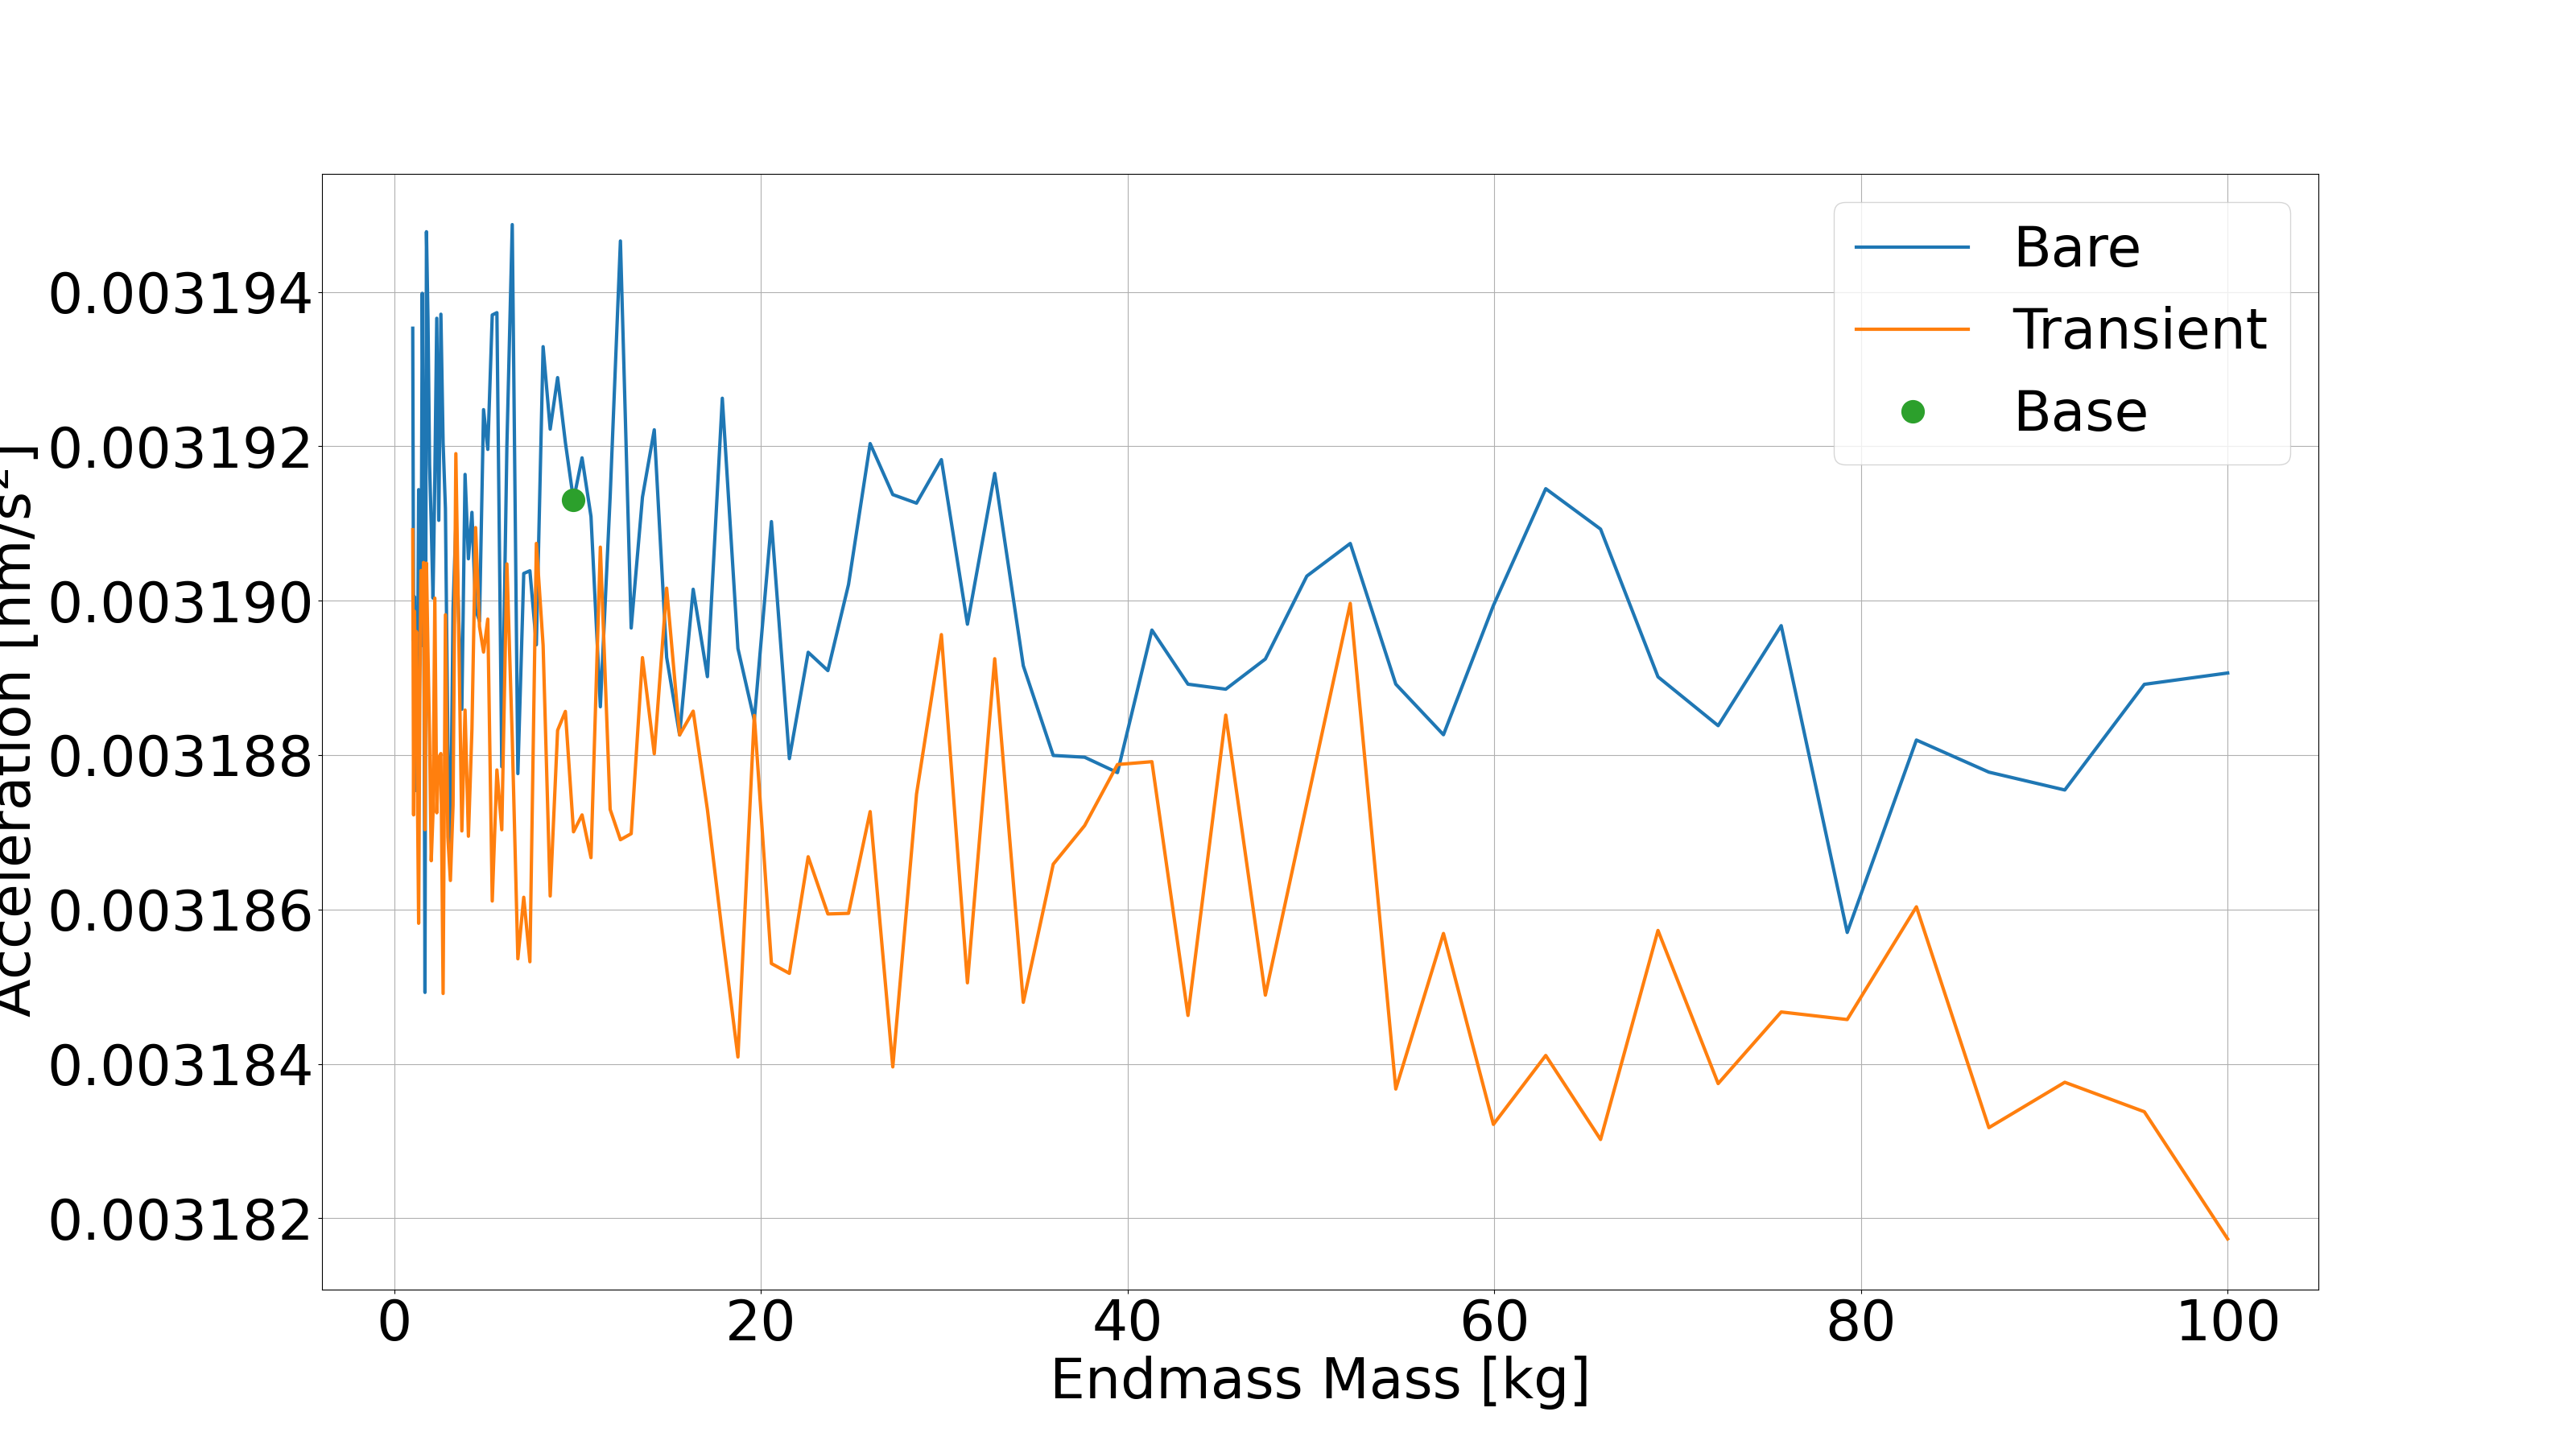 Bare
Transient
Base
0.003194
0.003192
0.003190
0.003188
0.003186
0.003184
0.003182
Acceleration [nm/s²]
0 20 40 60 80 100
Endmass Mass [kg]